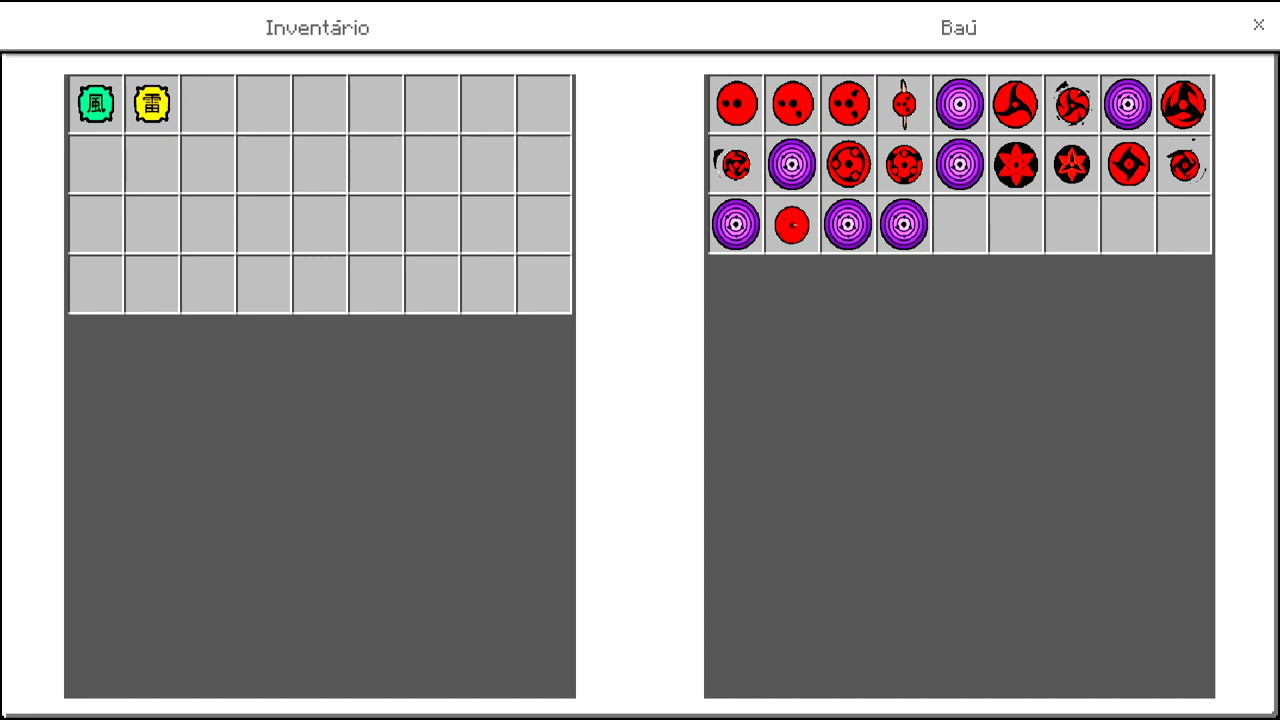 Inventário
Baú
風
雷